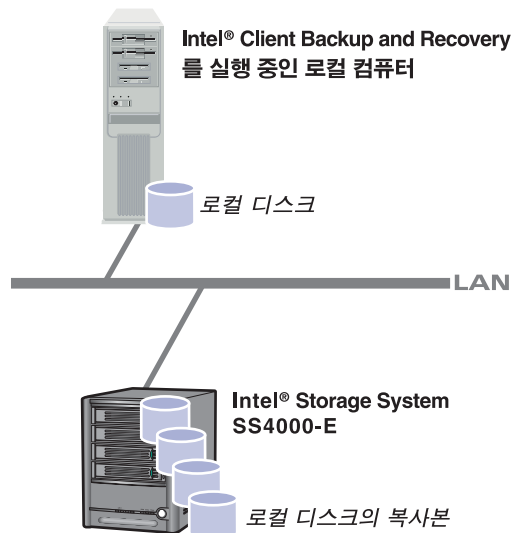 Intel® Client Backup and Recovery
를 실행 중인 로컬 컴퓨터
로컬 디스크
LAN
Intel® Storage System
SS4000-E
로컬 디스크의 복사본